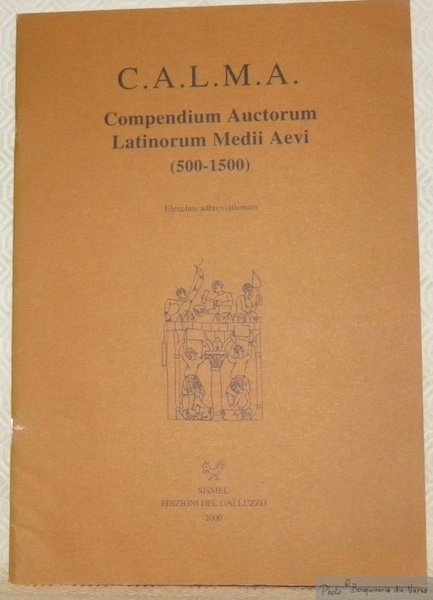 C.A.L.M.A.
Compendium Auctorum
Latinorum Medii Aevi
(500-1500)
Elenchus adbreviationum
SISMEL
EDIZIONI DEL GALLUZZO
2000
Photo © Bouquinerie du Varis